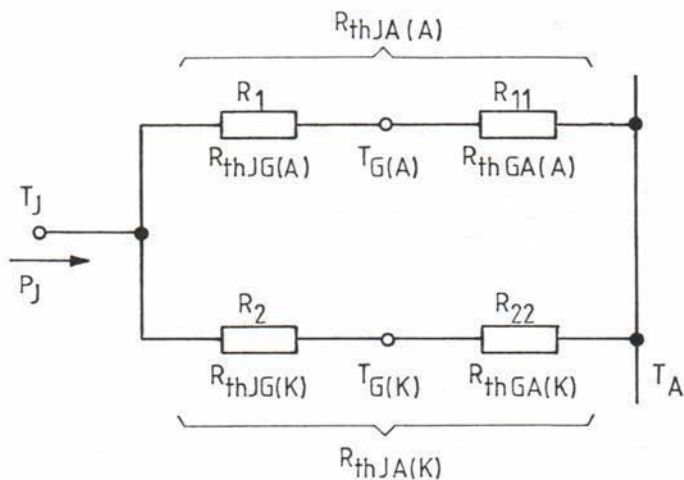 RthJA(A)
R1
R11
RthJG(A)
TG(A)
RthGA(A)
TJ
PJ
R2
R22
RthJG(K)
TG(K)
RthGA(K)
TA
RthJA(K)